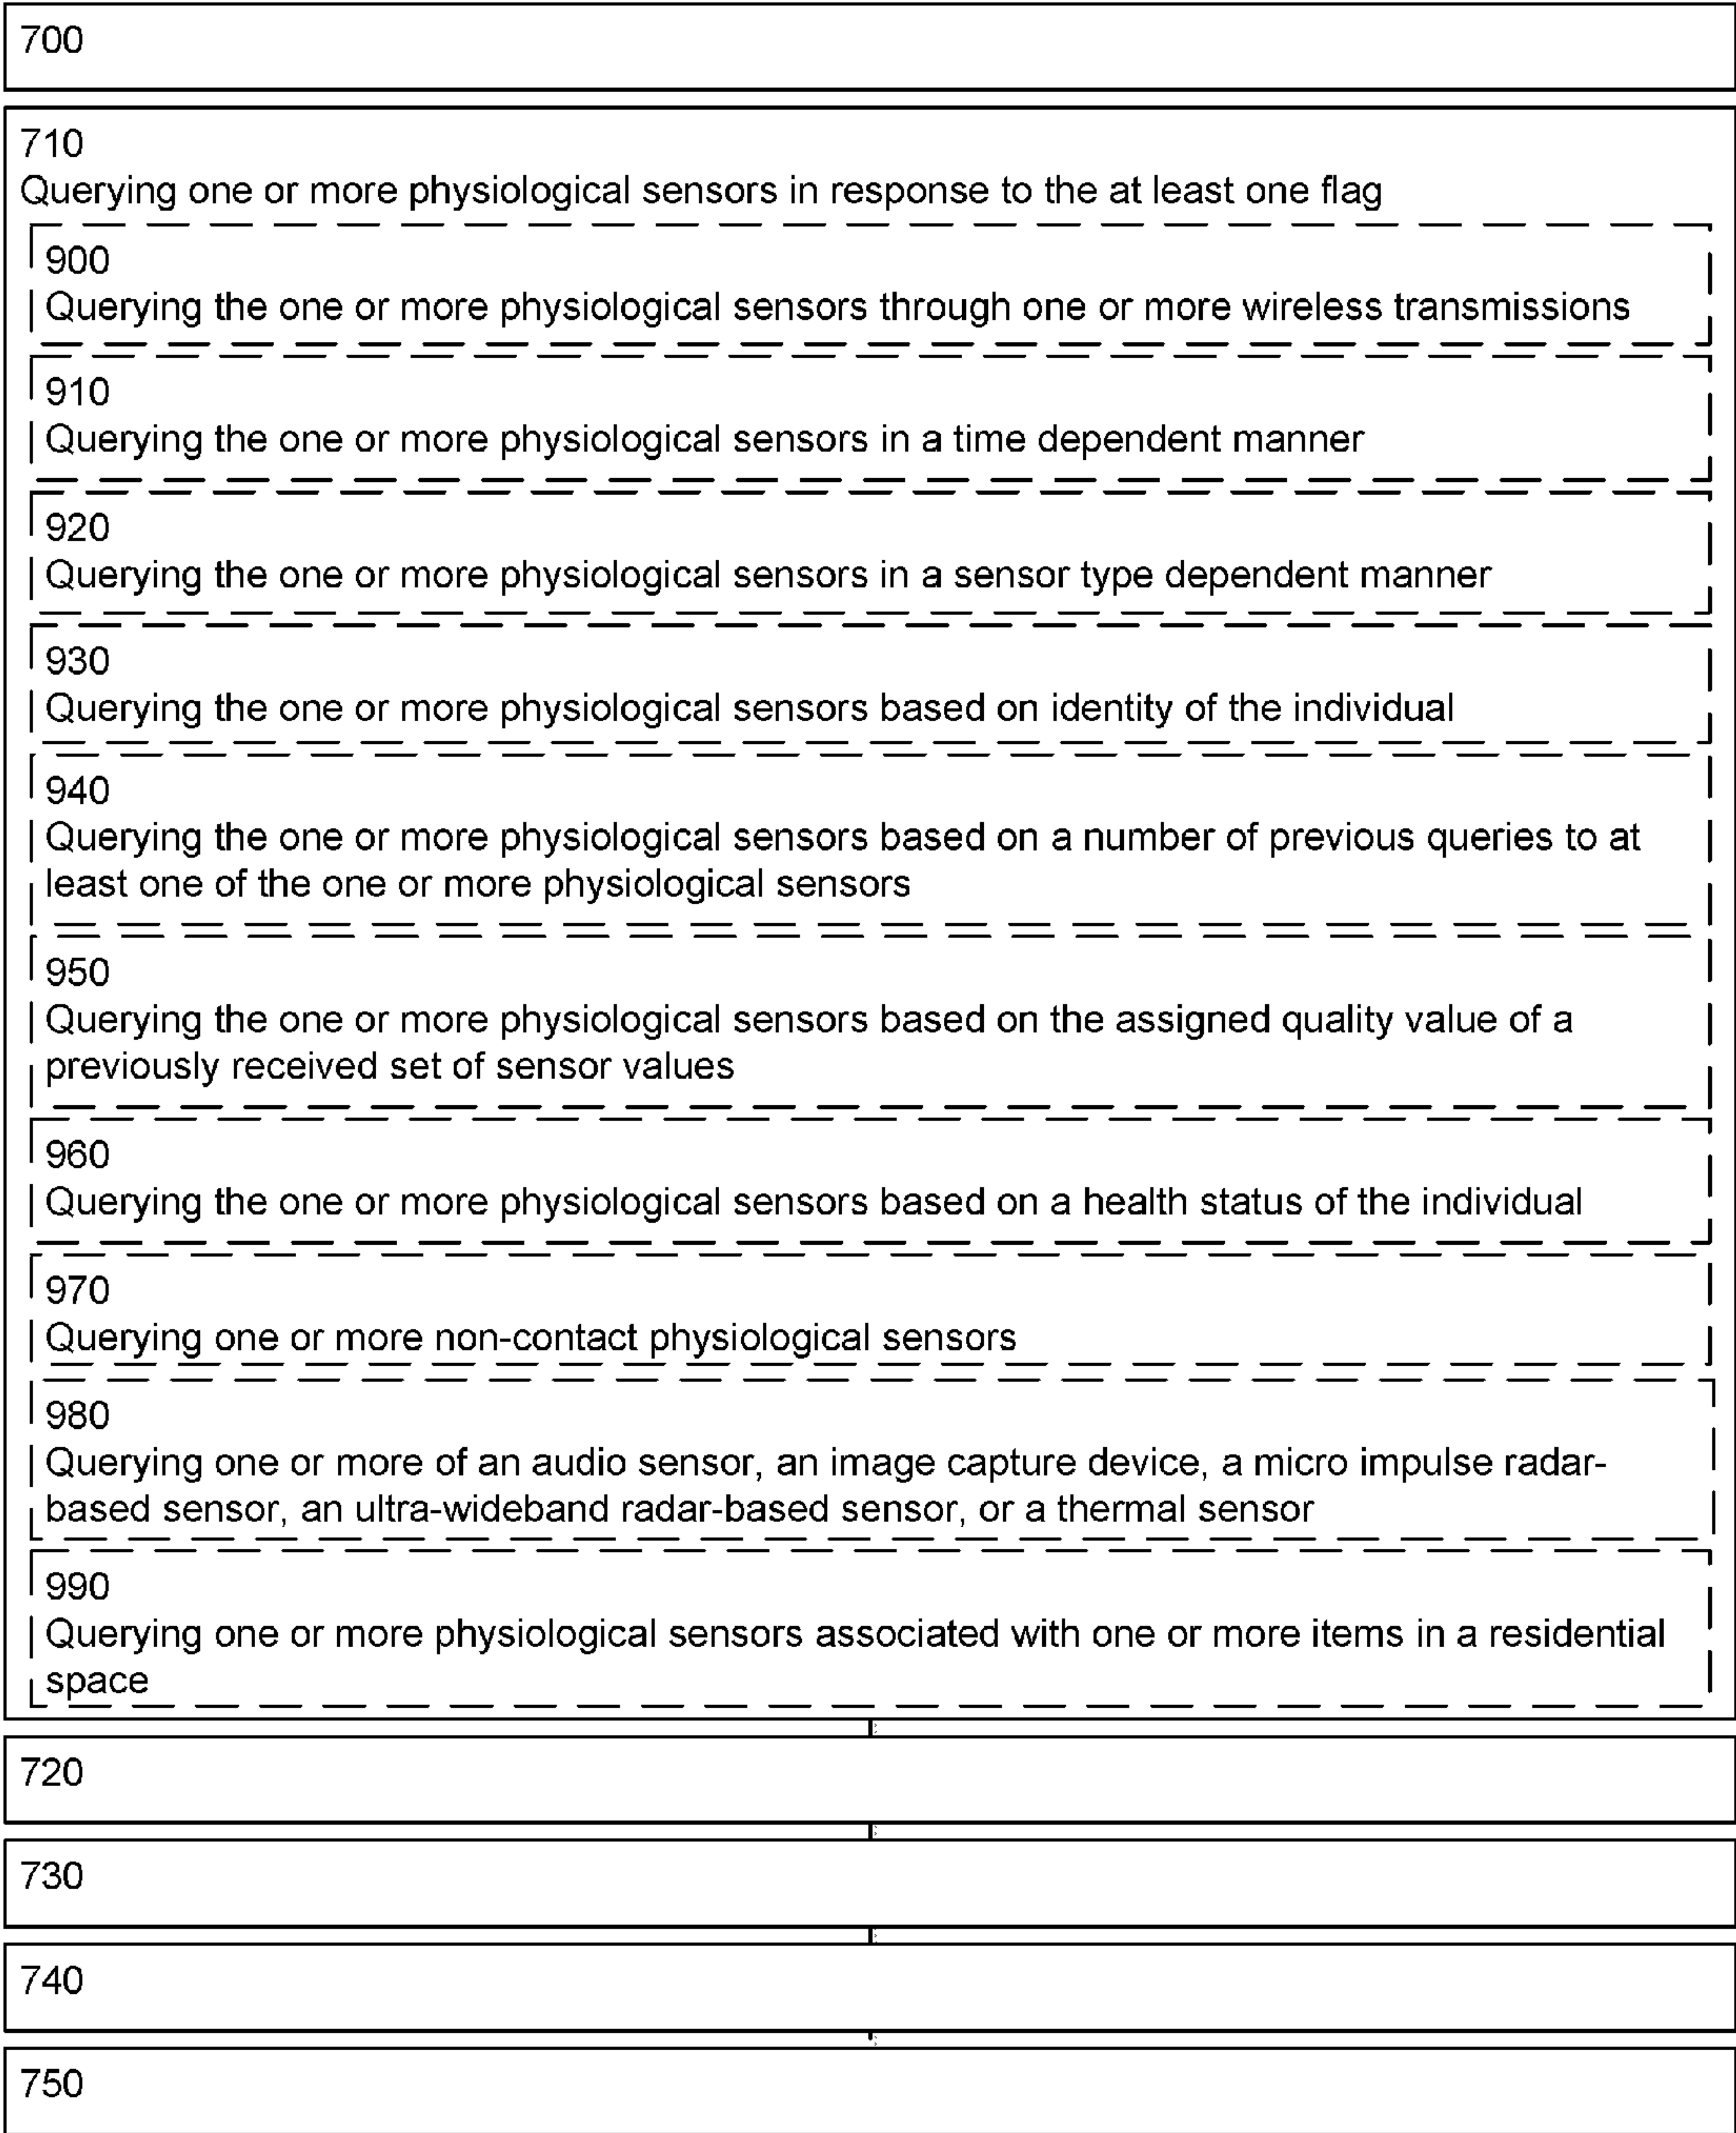 700
710
Querying one or more physiological sensors in response to the at least one flag
900
Querying the one or more physiological sensors through one or more wireless transmissions
910
Querying the one or more physiological sensors in a time dependent manner
920
Querying the one or more physiological sensors in a sensor type dependent manner
930
Querying the one or more physiological sensors based on identity of the individual
940
Querying the one or more physiological sensors based on a number of previous queries to at
least one of the one or more physiological sensors
950
Querying the one or more physiological sensors based on the assigned quality value of a
previously received set of sensor values
960
Querying the one or more physiological sensors based on a health status of the individual
970
Querying one or more non-contact physiological sensors
980
Querying one or more of an audio sensor, an image capture device, a micro impulse radar-
based sensor, an ultra-wideband radar-based sensor, or a thermal sensor
990
Querying one or more physiological sensors associated with one or more items in a residential
space
720
730
740
750